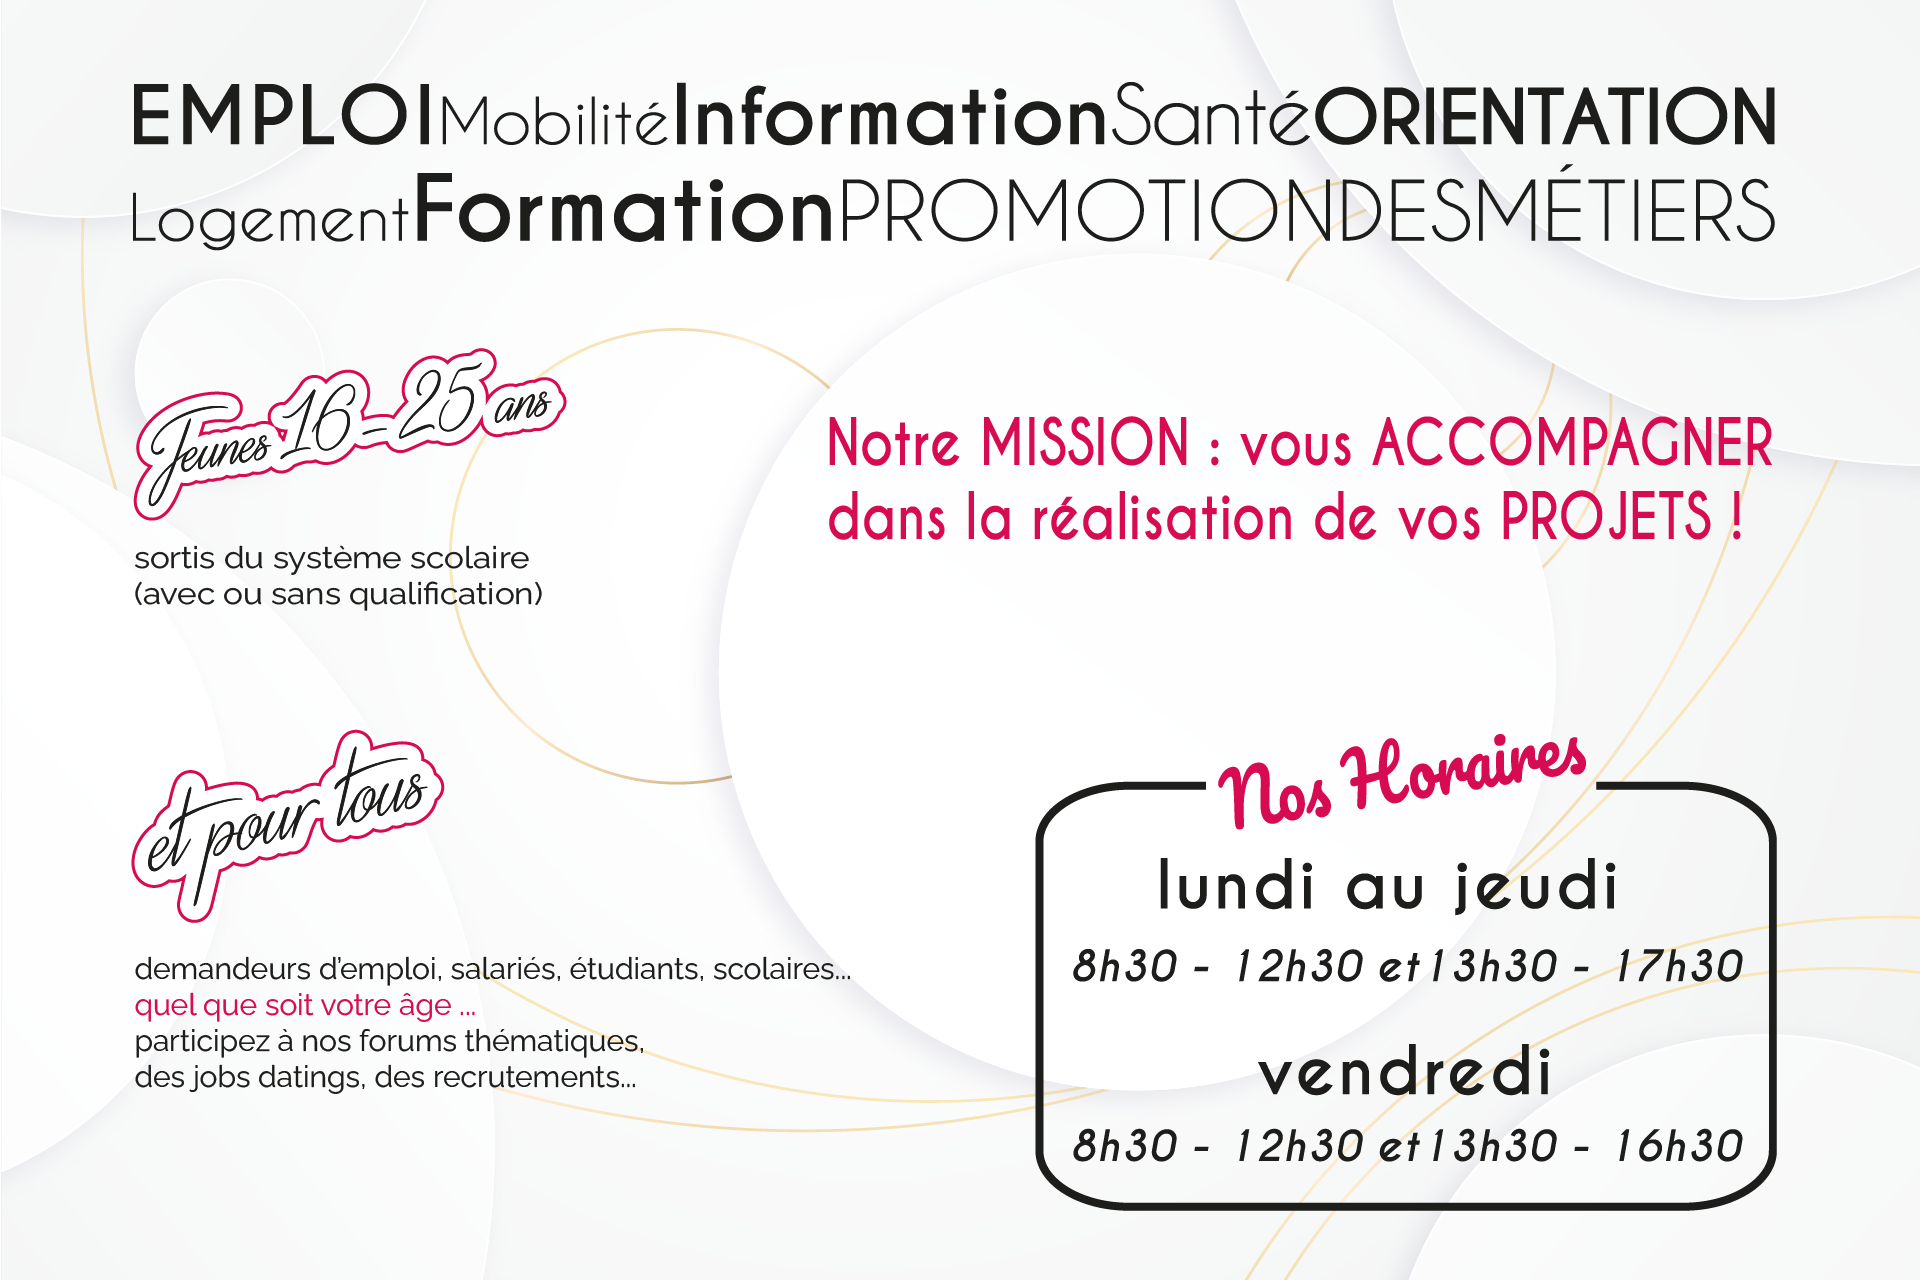 EMPLOIMobilitéInformationSantéORIENTATION
LogementFormationPROMOTIONDESMÉTIERS
Jeunes 16-25 ans
sortis du système scolaire
(avec ou sans qualification)
Notre MISSION : vous ACCOMPAGNER
dans la réalisation de vos PROJETS !
et pour tous
demandeurs d'emploi, salariés, étudiants, scolaires...
quel que soit votre âge ...
participez à nos forums thématiques,
des jobs datings, des recrutements...
Nos Horaires
lundi au jeudi
8h30 - 12h30 et 13h30 - 17h30
vendredi
8h30 - 12h30 et 13h30 - 16h30